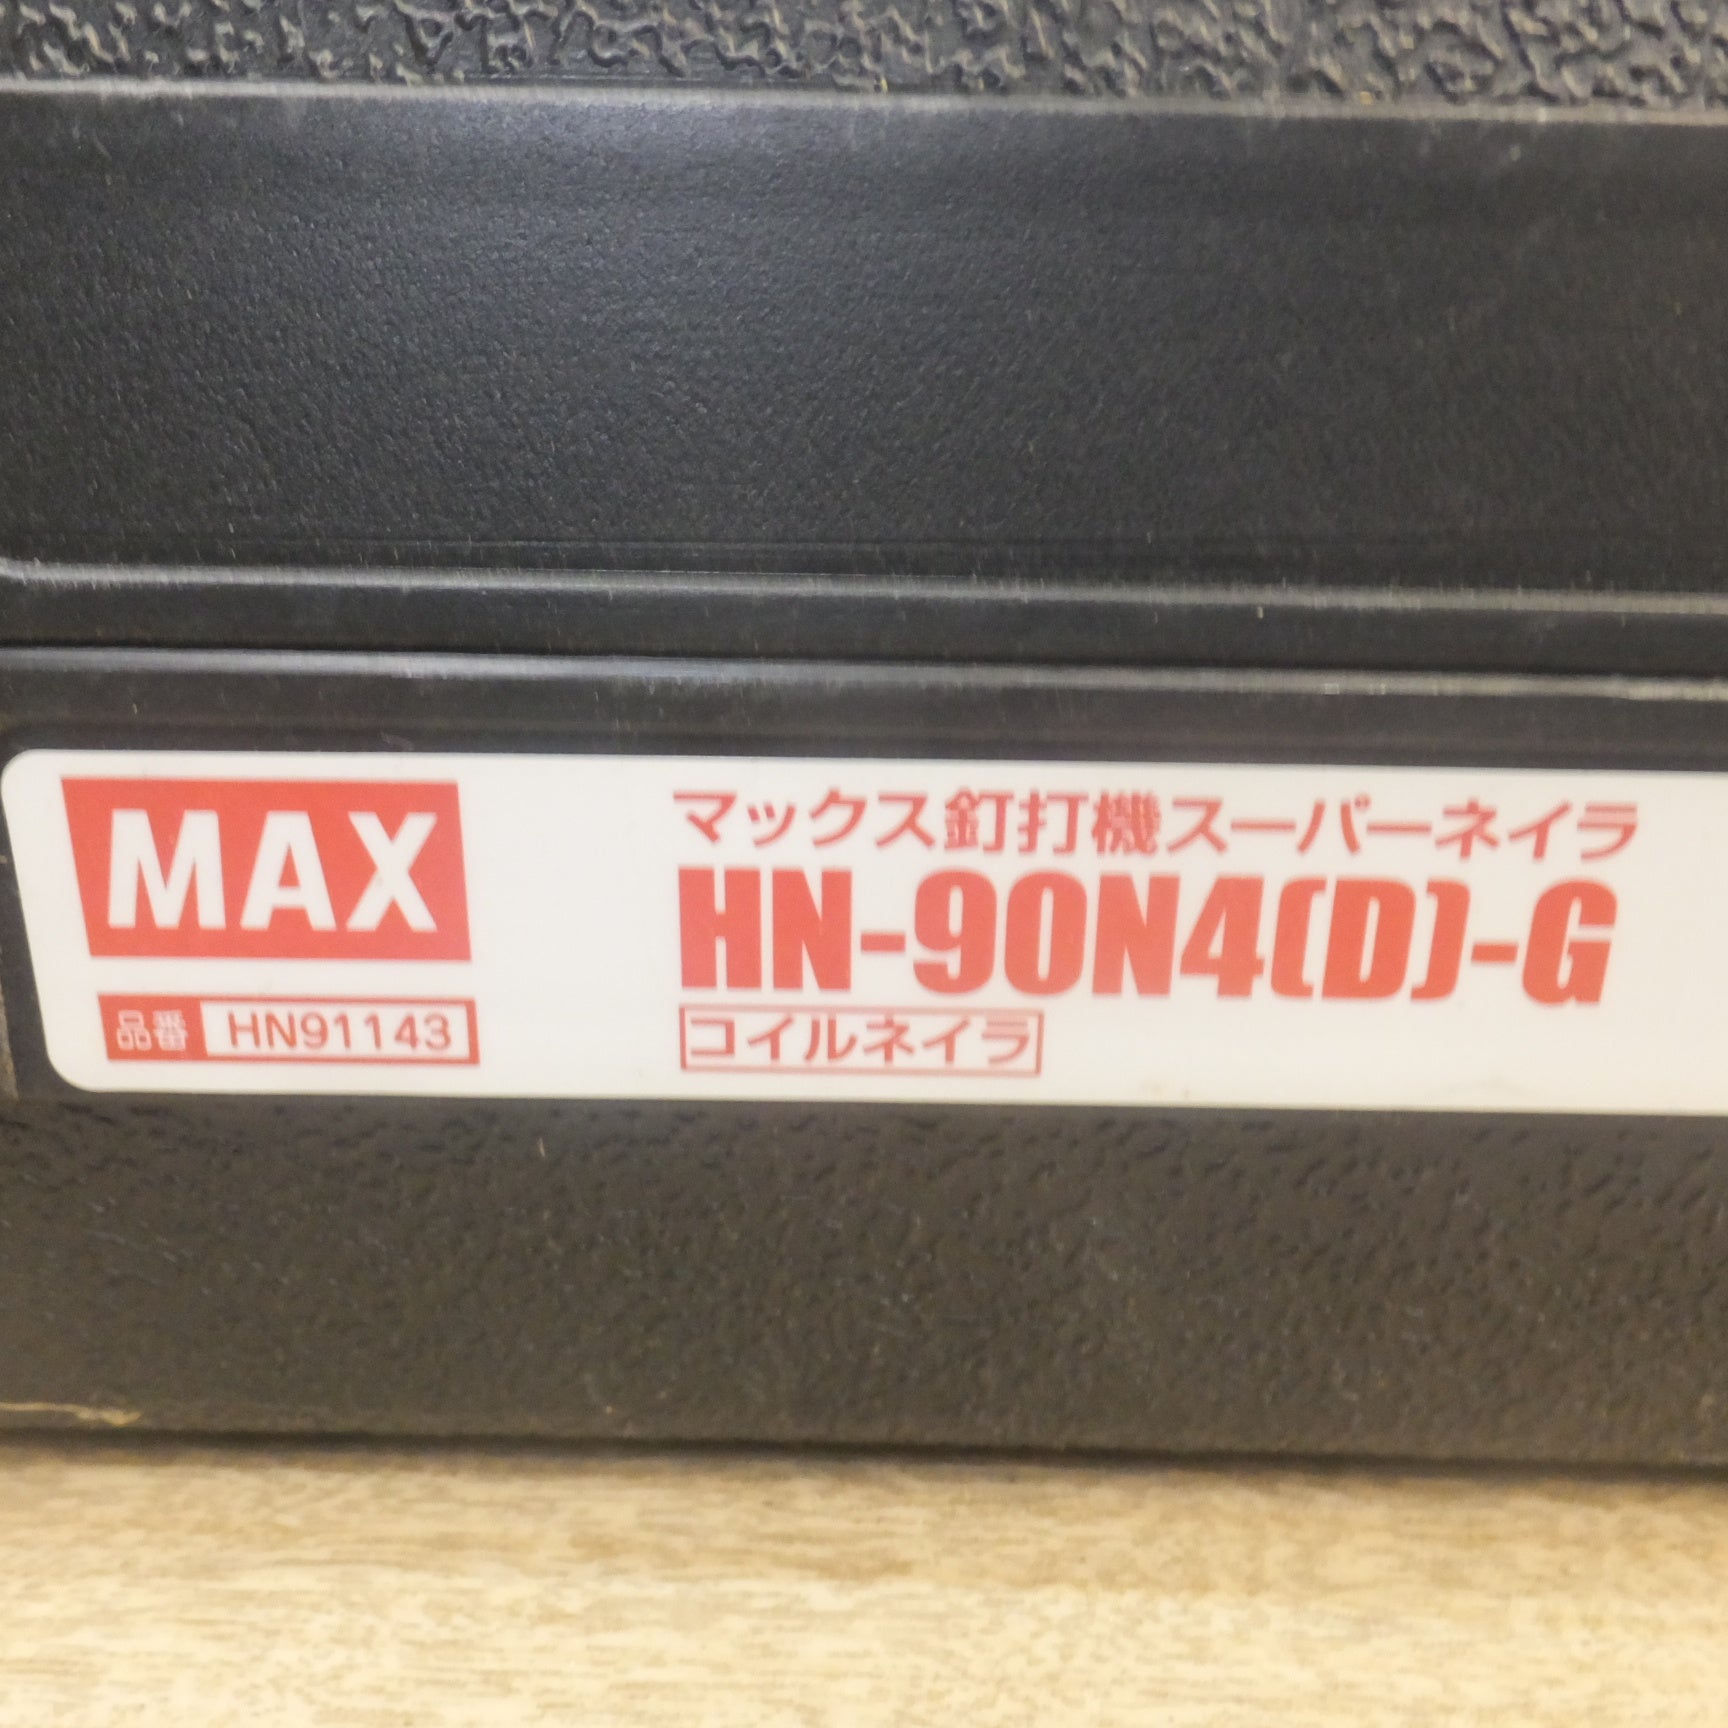 MAX
品番 HN91143
マックス釘打機スーパーネイラ
HN-90N4(D)-G
コイルネイラ